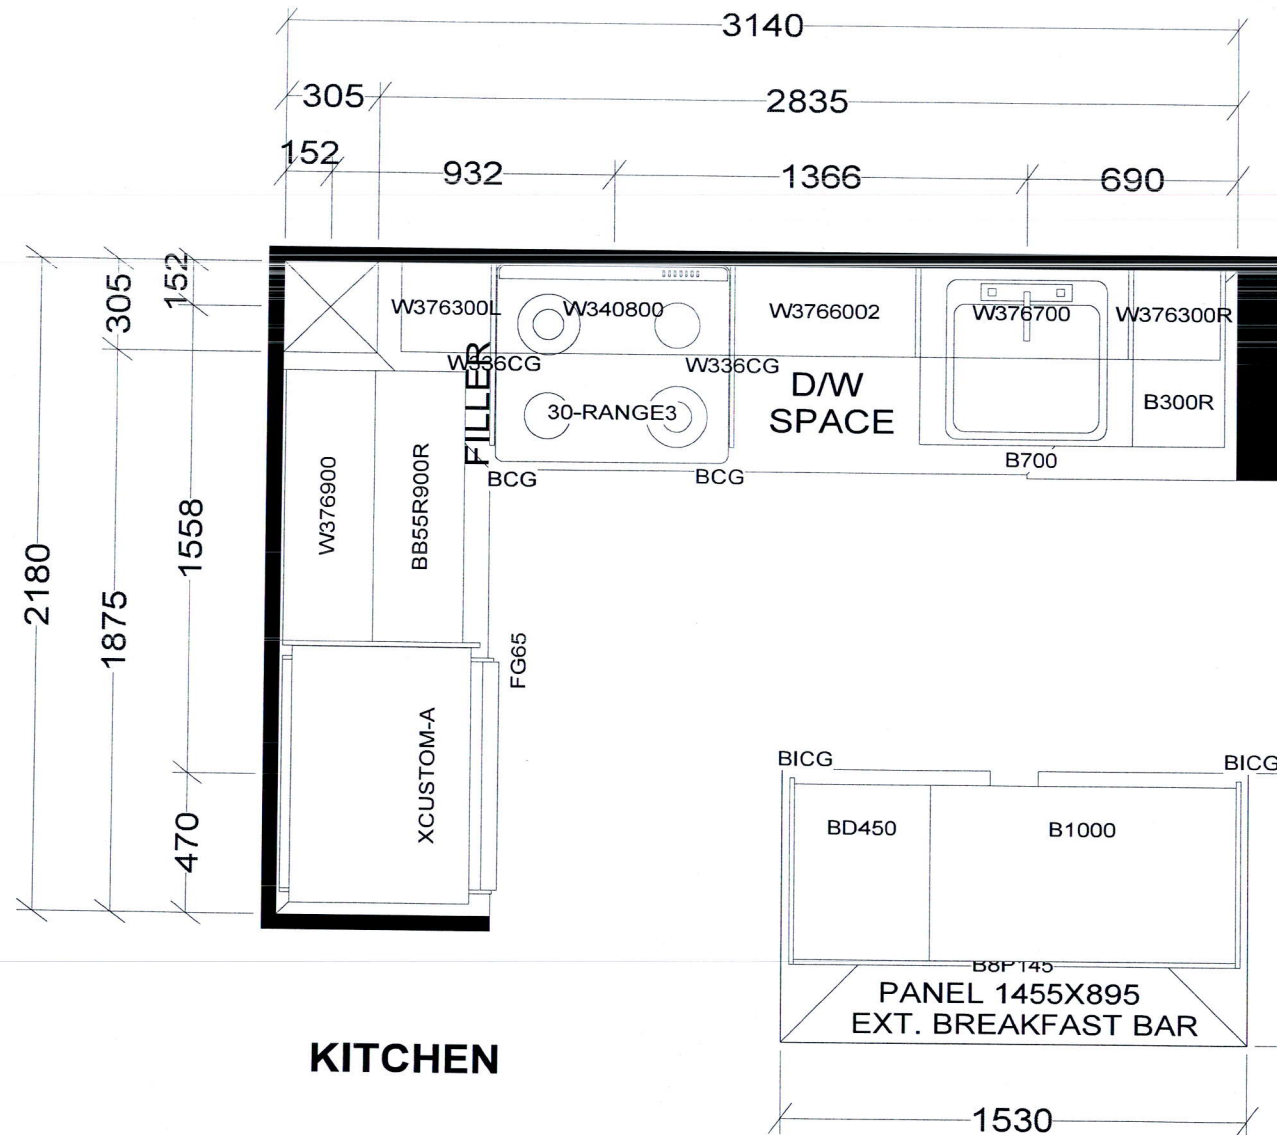 3140
305
2835
152
932
1366
690
152
305
2180
1875
1558
470
W376300L
W340800
W3766002
W376700
W376300R
W336CG
W336CG
FILLER
30-RANGE3
D/W
SPACE
B300R
B700
BCG
BCG
W376900
BB55R900R
FG65
XCUSTOM-A
BICG
BICG
BD450
B1000
B8P145
PANEL 1455X895
EXT. BREAKFAST BAR
KITCHEN
1530